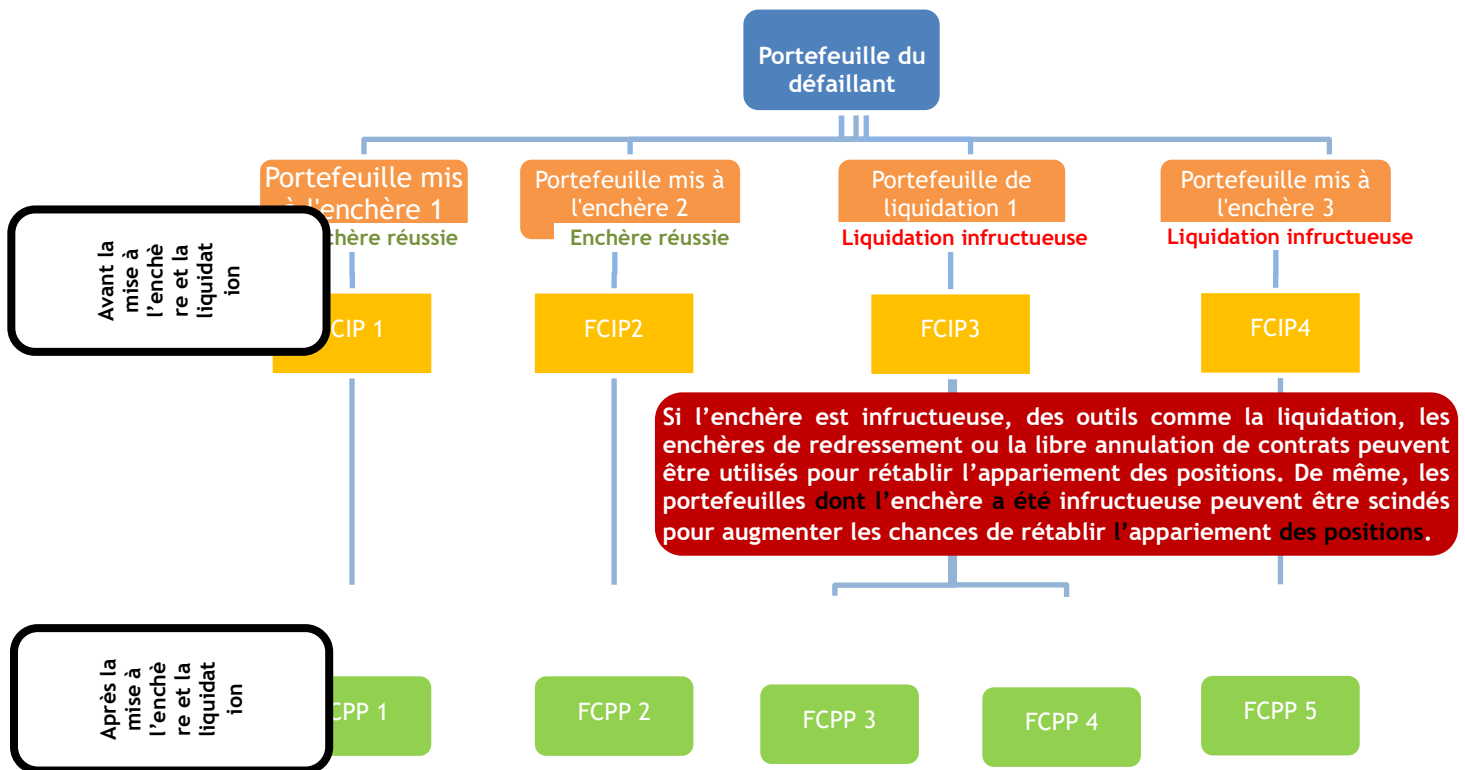 Portefeuille du
défaillant
Portefeuille mis
à l'enchère 1
Portefeuille mis à
l'enchère 2
Portefeuille de
liquidation 1
Portefeuille mis à
l'enchère 3
chère réussie
Enchère réussie
Liquidation infructueuse
Liquidation infructueuse
Avant la
mise à
l’enchè
re et la
liquidat
ion
CIP 1
FCIP2
FCIP3
FCIP4
Si l’enchère est infructueuse, des outils comme la liquidation, les
enchères de redressement ou la libre annulation de contrats peuvent
être utilisés pour rétablir l’appariement des positions. De même, les
portefeuilles dont l’enchère a été infructueuse peuvent être scindés
pour augmenter les chances de rétablir l’appariement des positions.
Après la
mise à
l’enchè
re et la
liquidat
ion
CPP 1
FCPP 2
FCPP 3
FCPP 4
FCPP 5